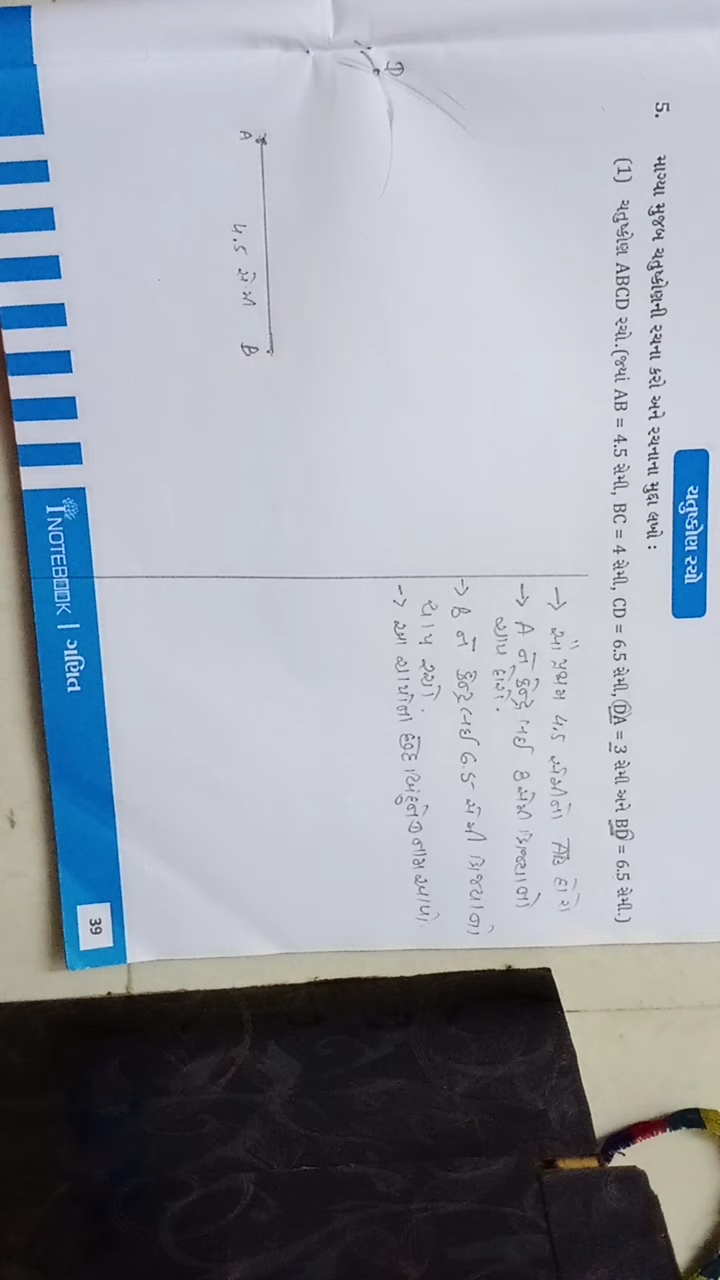 ચતુષ્કોણ રચો
5. માગ્યા મુજબ ચતુષ્કોણની રચના કરો અને રચનાના મુદ્દા લખો :
(1) ચતુષ્કોણ ABCD રચો.(જ્યાં AB = 4.5 સેમી, BC = 4 સેમી, CD = 6.5 સેમી, DA = 3 સેમી અને BD = 6.5 સેમી.)
D
A 4.5 સેમી B
-> સૌ પ્રથમ 4.5 સેમીનો AB દોરો
-> A ને કેન્દ્ર લઈ 3 સેમી ત્રિજ્યાનો
ચાપ દોરો.
-> B ને કેન્દ્ર લઈ 6.5 સેમી ત્રિજ્યાનો
ચાપ રચો.
-> આ ચાપોના છેદબિંદુને D નામ આપો.
INOTEBOOK | ગણિત
39